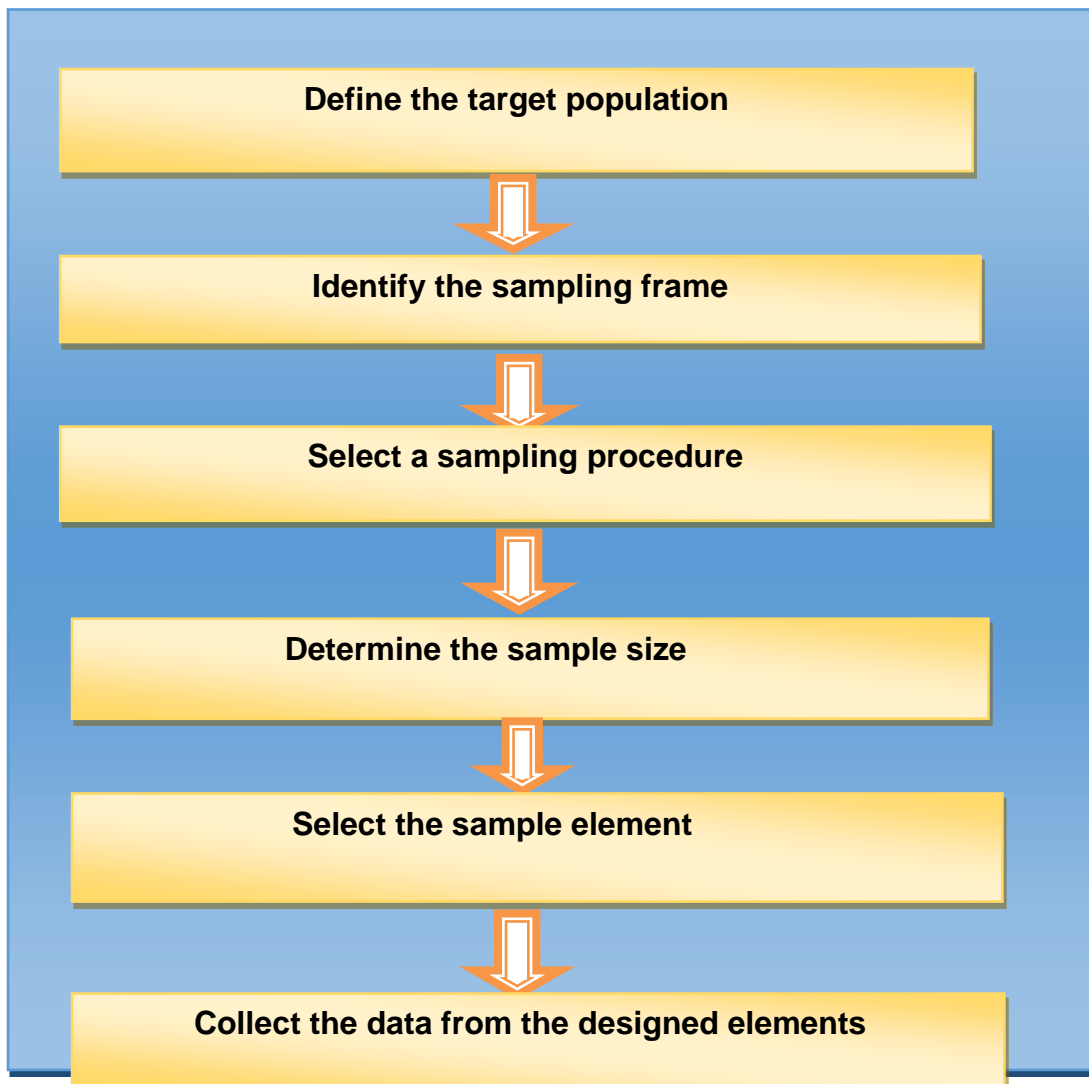 Define the target population
Identify the sampling frame
Select a sampling procedure
Determine the sample size
Select the sample element
Collect the data from the designed elements